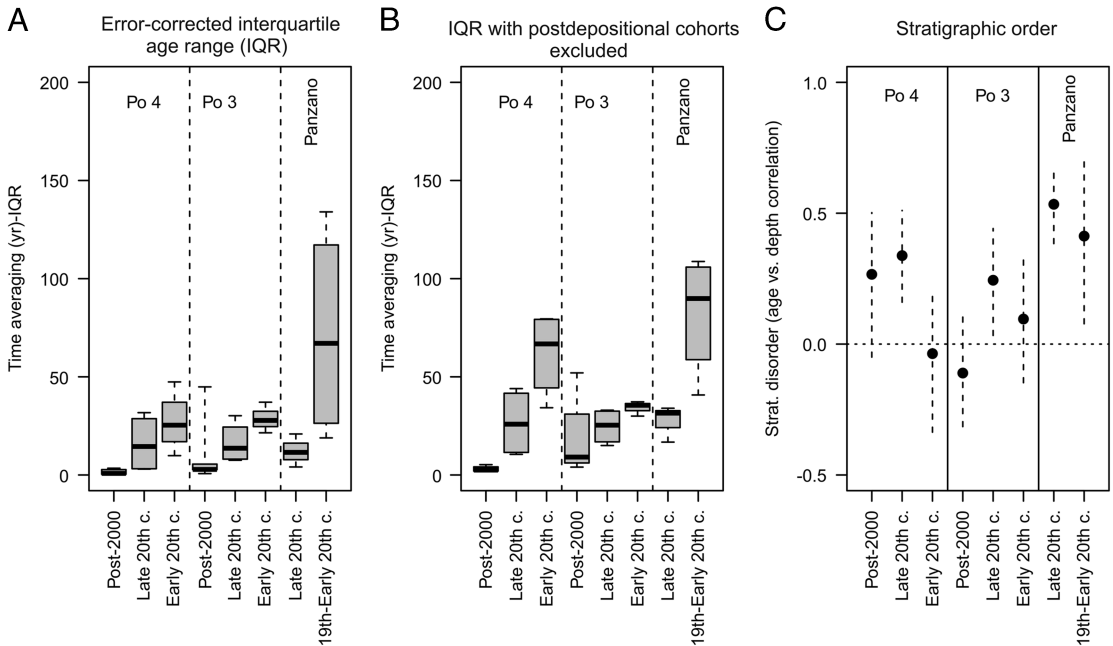 A
Error-corrected interquartile
age range (IQR)
Time averaging (yr)-IQR
200
150
100
50
0
Po 4
Po 3
Panzano
Post-2000
Late 20th c.
Early 20th c.
Post-2000
Late 20th c.
Early 20th c.
Late 20th c.
19th-Early 20th c.
B
IQR with postdepositional cohorts
excluded
Time averaging (yr)-IQR
200
150
100
50
0
Po 4
Po 3
Panzano
Post-2000
Late 20th c.
Early 20th c.
Post-2000
Late 20th c.
Early 20th c.
Late 20th c.
19th-Early 20th c.
C
Stratigraphic order
Strat. disorder (age vs. depth correlation)
1.0
0.5
0.0
-0.5
Po 4
Po 3
Panzano
Post-2000
Late 20th c.
Early 20th c.
Post-2000
Late 20th c.
Early 20th c.
Late 20th c.
19th-Early 20th c.